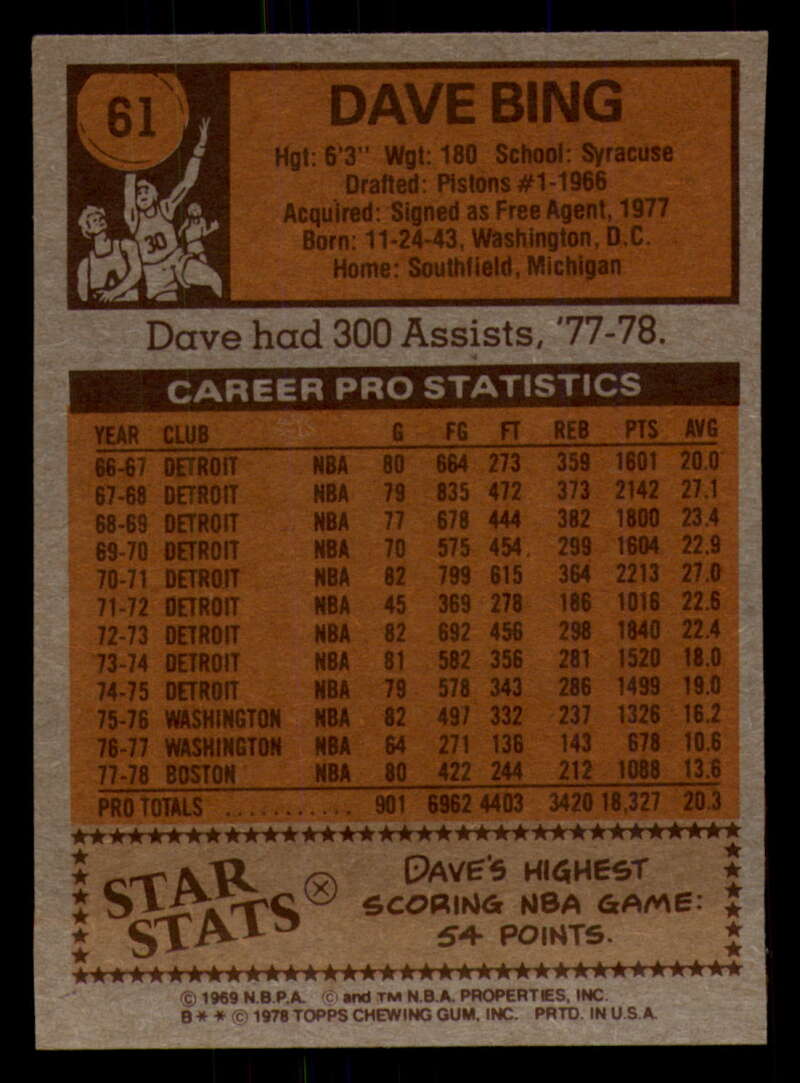 61
DAVE BING
Hgt: 6'3" Wgt: 180 School: Syracuse
Drafted: Pistons #1-1966
Acquired: Signed as Free Agent, 1977
Born: 11-24-43, Washington, D.C.
Home: Southfield, Michigan
30
Dave had 300 Assists, '77-78.
CAREER PRO STATISTICS
YEAR CLUB G FG FT REB PTS AVG
66-67 DETROIT NBA 80 664 273 359 1601 20.0
67-68 DETROIT NBA 79 835 472 373 2142 27.1
68-69 DETROIT NBA 77 678 444 382 1800 23.4
69-70 DETROIT NBA 70 575 454 299 1604 22.9
70-71 DETROIT NBA 82 799 615 364 2213 27.0
71-72 DETROIT NBA 45 369 278 186 1016 22.6
72-73 DETROIT NBA 82 692 456 298 1840 22.4
73-74 DETROIT NBA 81 582 356 281 1520 18.0
74-75 DETROIT NBA 79 578 343 286 1499 19.0
75-76 WASHINGTON NBA 82 497 332 237 1326 16.2
76-77 WASHINGTON NBA 64 271 136 143 678 10.6
77-78 BOSTON NBA 80 422 244 212 1088 13.6
PRO TOTALS ............ 901 6962 4403 3420 18,327 20.3
STAR
STATS
DAVE'S HIGHEST
SCORING NBA GAME:
54 POINTS.
© 1969 N.B.P.A. © and TM N.B.A. PROPERTIES, INC.
B * * © 1978 TOPPS CHEWING GUM, INC. PRTD. IN U.S.A.